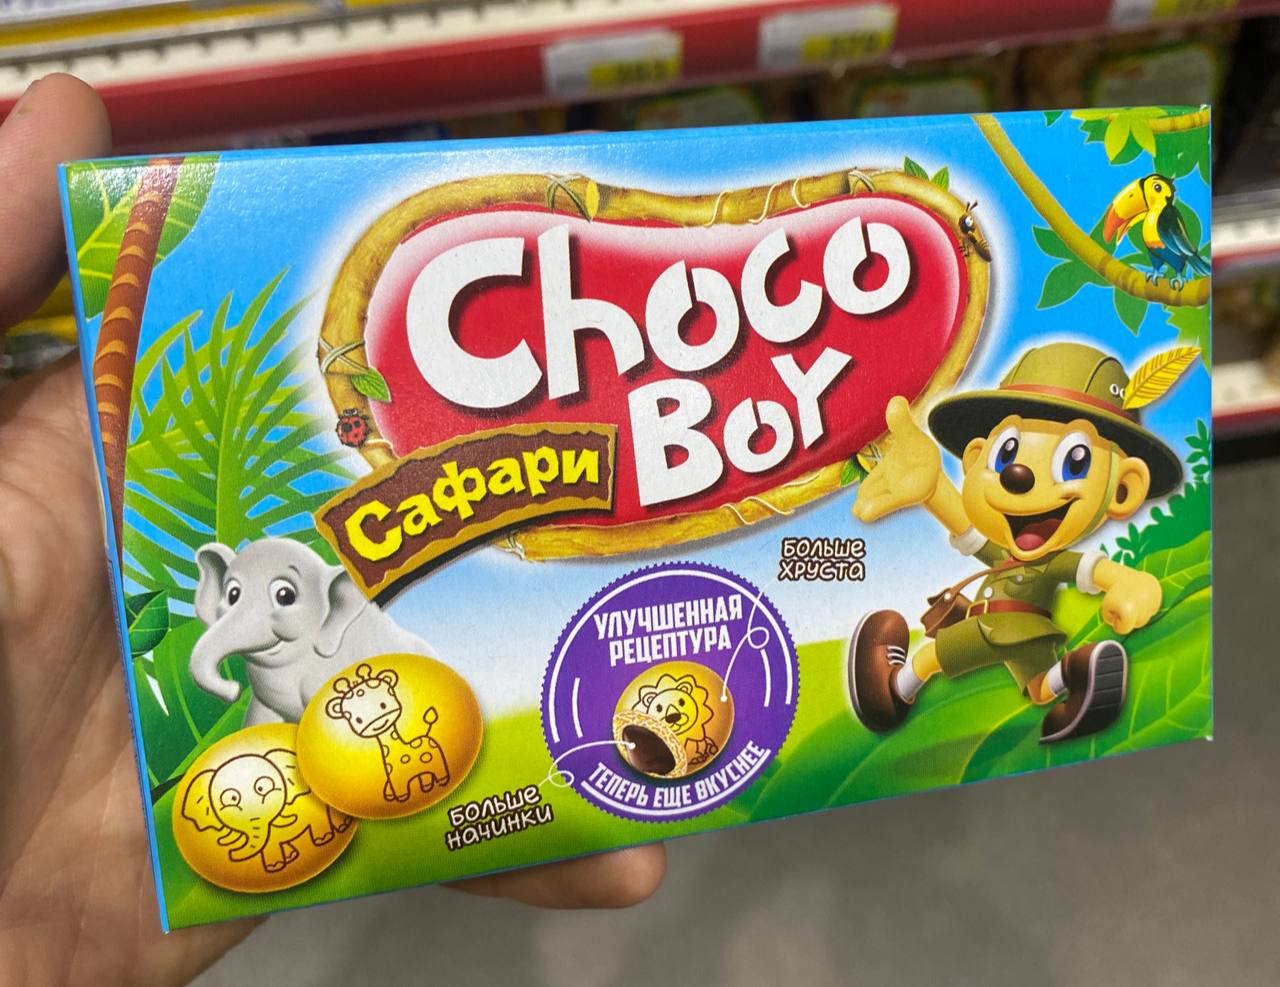 Choco
Boy
Сафари
БОЛЬШЕ
ХРУСТА
УЛУЧШЕННАЯ
РЕЦЕПТУРА
ТЕПЕРЬ ЕЩЕ ВКУСНЕЕ
БОЛЬШЕ
НАЧИНКИ